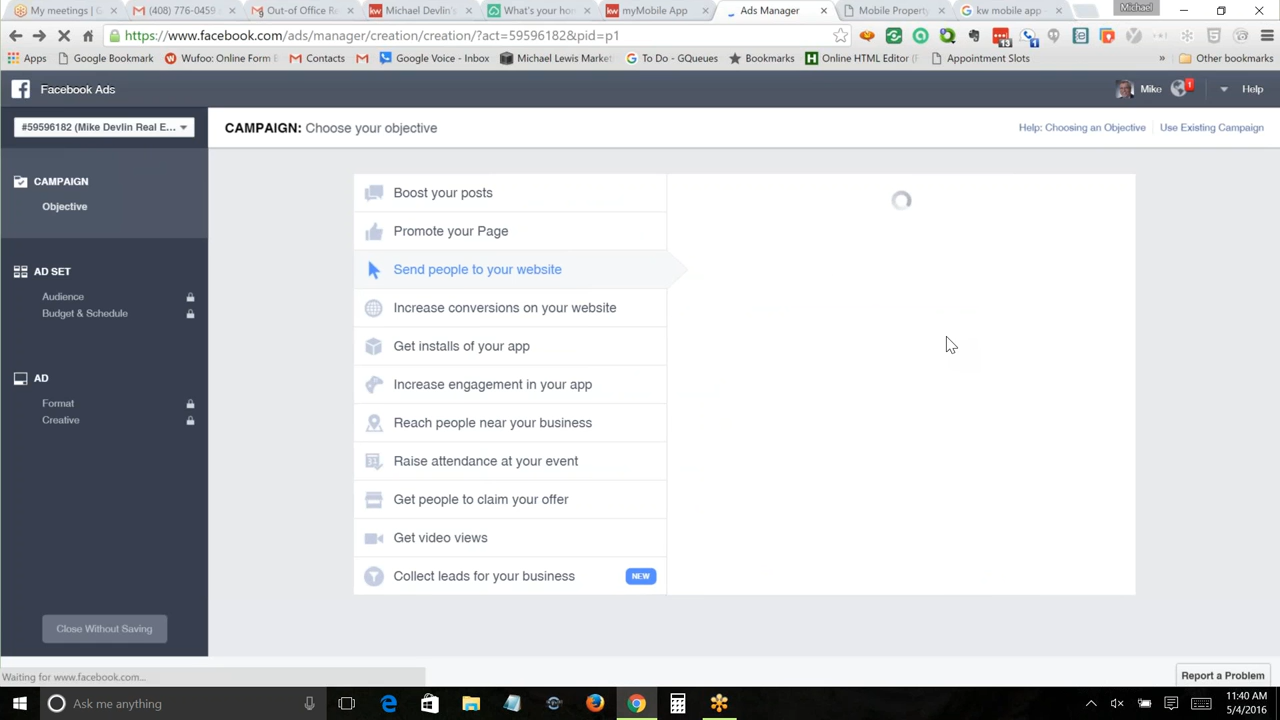 My meetings | G
(408) 776-0459
Out-of Office Re
Michael Devlin's
What's your ho
myMobile App
Ads Manager
Mobile Property
kw mobile app
Michael
https://www.facebook.com/ads/manager/creation/creation/?act=59596182&pid=p1
Apps
Google Bookmark
Wufoo: Online Form
Contacts
Google Voice - Inbox
Michael Lewis Market
To Do - GQueues
Bookmarks
Online HTML Editor
Appointment Slots
»
Other bookmarks
Facebook Ads
Mike
1
Help
#59596182 (Mike Devlin Real E...
CAMPAIGN: Choose your objective
Help: Choosing an Objective
Use Existing Campaign
CAMPAIGN
Objective
AD SET
Audience
Budget & Schedule
AD
Format
Creative
Close Without Saving
Boost your posts
Promote your Page
Send people to your website
Increase conversions on your website
Get installs of your app
Increase engagement in your app
Reach people near your business
Raise attendance at your event
Get people to claim your offer
Get video views
Collect leads for your business
NEW
Waiting for www.facebook.com...
Report a Problem
Ask me anything
11:40 AM
5/4/2016